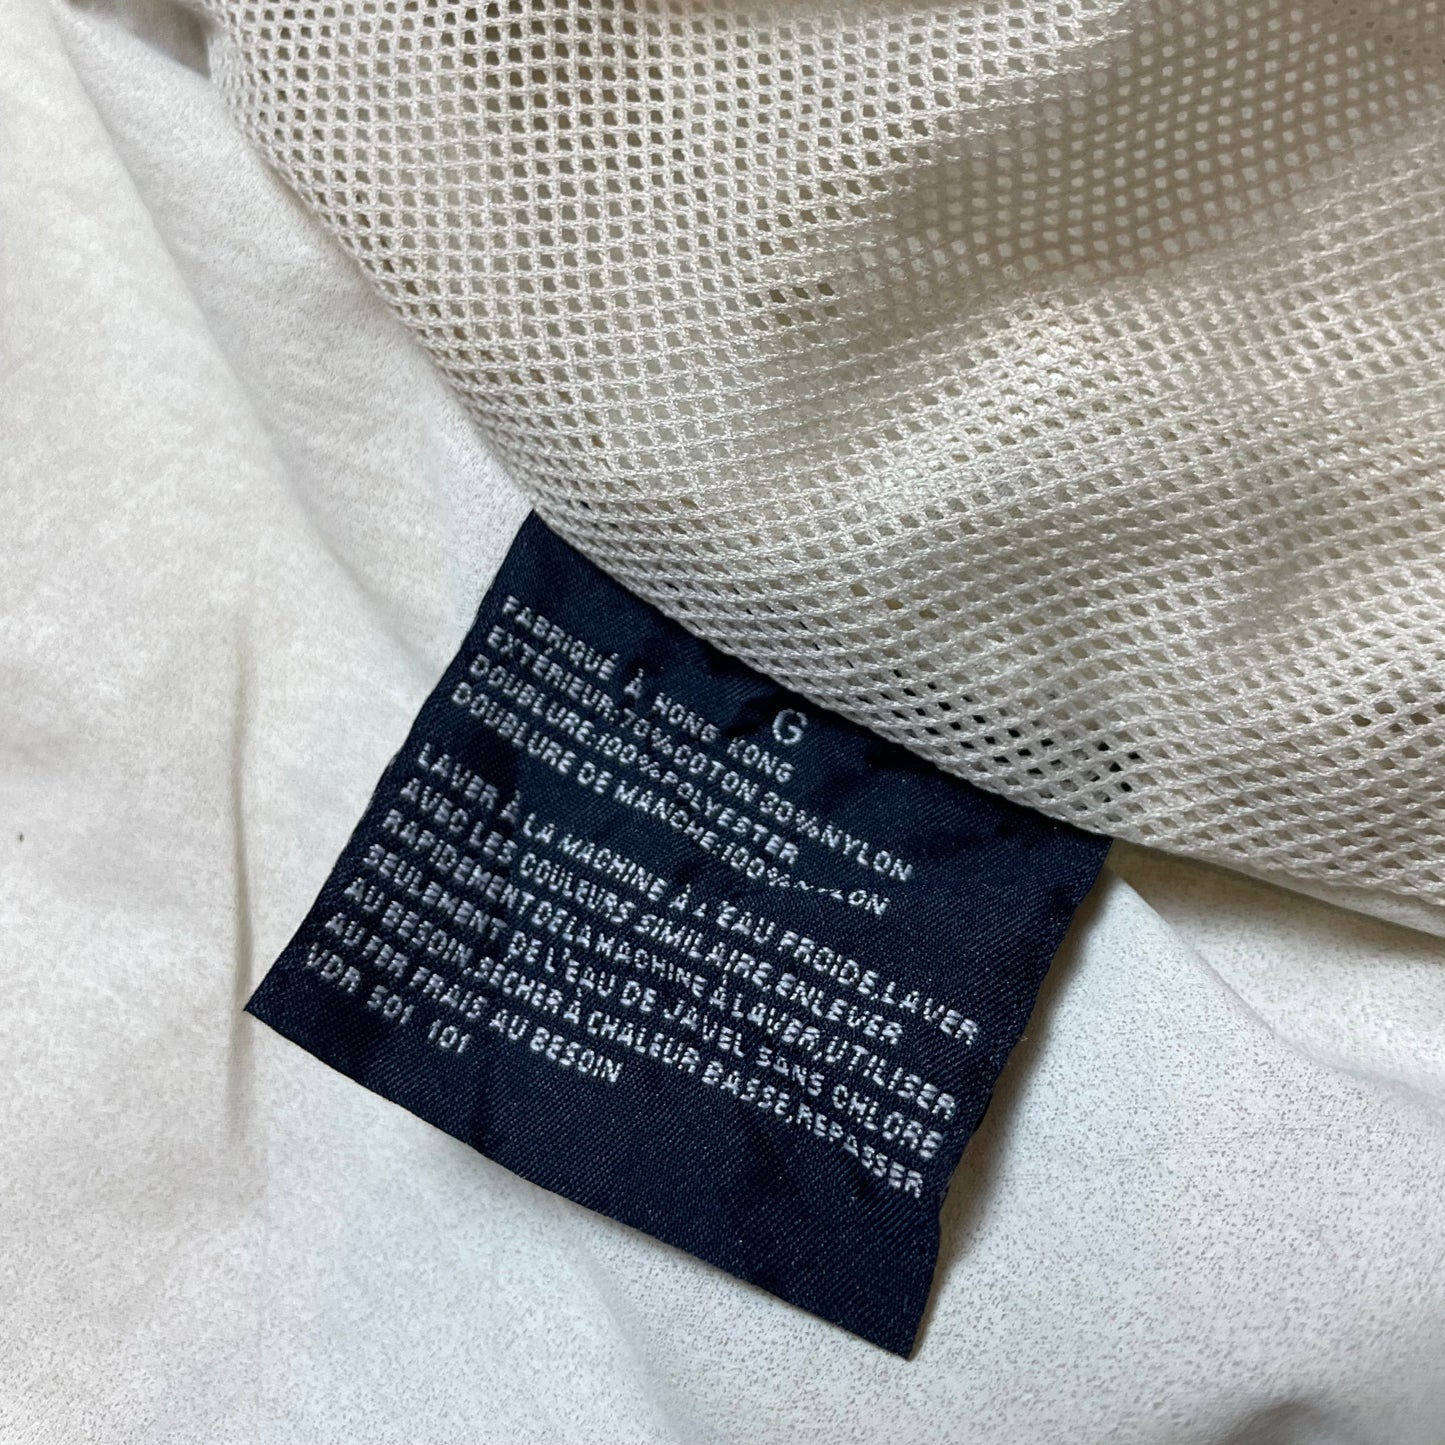 G
FABRIQUÉ À HONG KONG
EXTÉRIEUR:70%COTON 30%NYLON
DOUBLURE:100%POLYESTER
DOUBLURE DE MANCHE:100%
LAVER À LA MACHINE À L'EAU FROIDE,LAVER
AVEC LES COULEURS SIMILAIRE,ENLEVER
RAPIDEMENT DE LA MACHINE À LAVER,UTILISER
SEULEMENT DE L'EAU DE JAVEL SANS CHLORE
AU BESOIN,SÉCHER À CHALEUR BASSE,REPASSER
AU FER FRAIS AU BESOIN
VDR 501 101